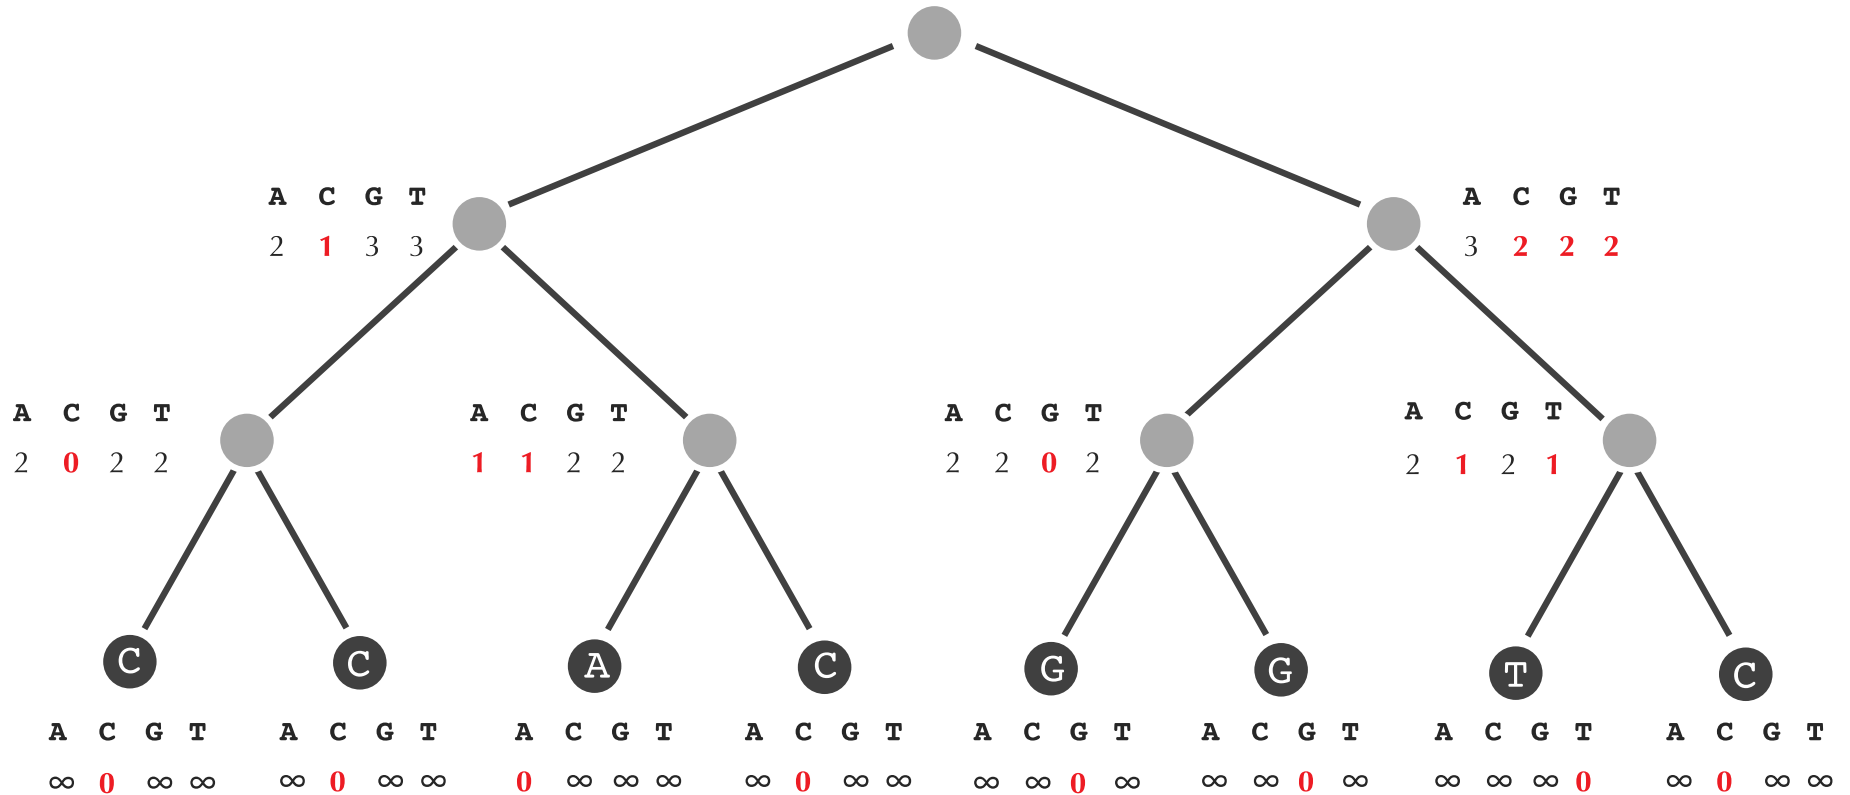 A C G T
2 1 3 3
A C G T
3 2 2 2
A C G T
2 0 2 2
A C G T
1 1 2 2
A C G T
2 2 0 2
A C G T
2 1 2 1
C
C
A
C
G
G
T
C
A C G T
∞ 0 ∞ ∞
A C G T
∞ 0 ∞ ∞
A C G T
0 ∞ ∞ ∞
A C G T
∞ 0 ∞ ∞
A C G T
∞ ∞ 0 ∞
A C G T
∞ ∞ 0 ∞
A C G T
∞ ∞ ∞ 0
A C G T
∞ 0 ∞ ∞